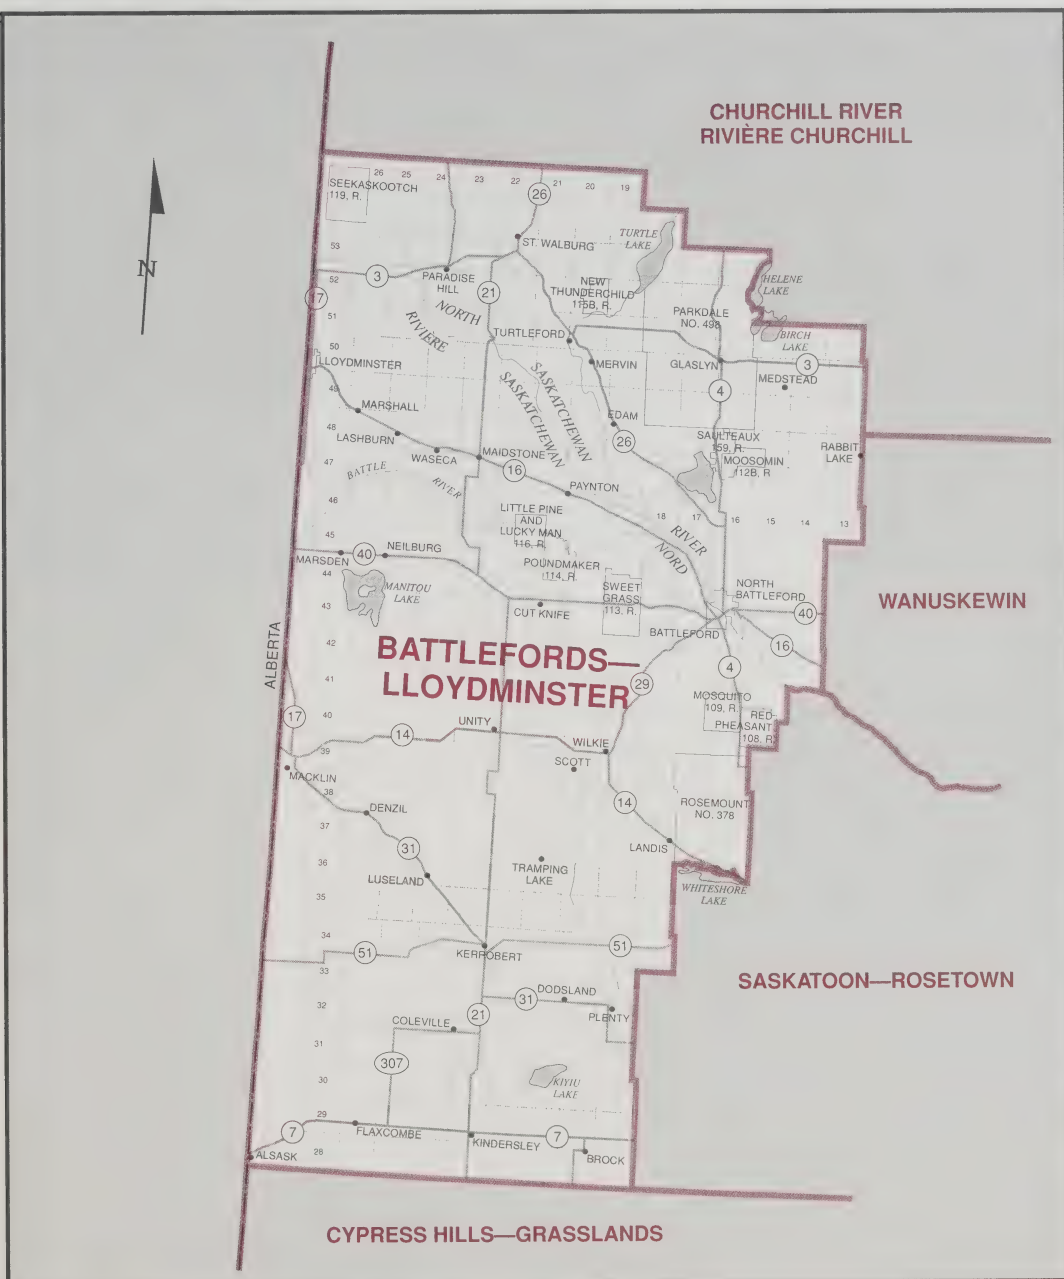 CHURCHILL RIVER
RIVIÈRE CHURCHILL
26 25 24 23 22 21 20 19
SEEKASKOOTCH
119, R.
26
TURTLE
LAKE
ST. WALBURG
53
3
PARADISE
HILL
52
17
21
NEW
THUNDERCHILD
115B, R.
HELENE
LAKE
51
NORTH
RIVIÈRE
PARKDALE
NO. 498
TURTLEFORD
BIRCH
LAKE
50
LLOYDMINSTER
MERVIN
GLASLYN
3
MEDSTEAD
49
SASKATCHEWAN
SASKATCHEWAN
4
MARSHALL
EDAM
48
LASHBURN
26
SAULTEAUX
159, R.
WASECA
MAIDSTONE
MOOSOMIN
112B, R
RABBIT
LAKE
47
BATTLE
RIVER
16
PAYNTON
46
LITTLE PINE
AND
LUCKY MAN
116, R.
18 17 16 15 14 13
RIVER
NORD
45
MARSDEN
40
NEILBURG
44
POUNDMAKER
114, R.
MANITOU
LAKE
SWEET
GRASS
113, R.
NORTH
BATTLEFORD
WANUSKEWIN
43
CUT KNIFE
40
BATTLEFORD
16
42
ALBERTA
BATTLEFORDS—
LLOYDMINSTER
4
41
29
MOSQUITO
109, R.
RED
PHEASANT
108, R.
17
40
14
UNITY
WILKIE
39
SCOTT
MACKLIN
38
14
ROSEMOUNT
NO. 378
DENZIL
37
31
LANDIS
36
LUSELAND
TRAMPING
LAKE
WHITESHORE
LAKE
35
34
51
KERROBERT
51
33
SASKATOON—ROSETOWN
32
31
DODSLAND
PLENTY
COLEVILLE
21
31
307
30
KIYIU
LAKE
29
7
FLAXCOMBE
KINDERSLEY
7
28
ALSASK
BROCK
CYPRESS HILLS—GRASSLANDS
N